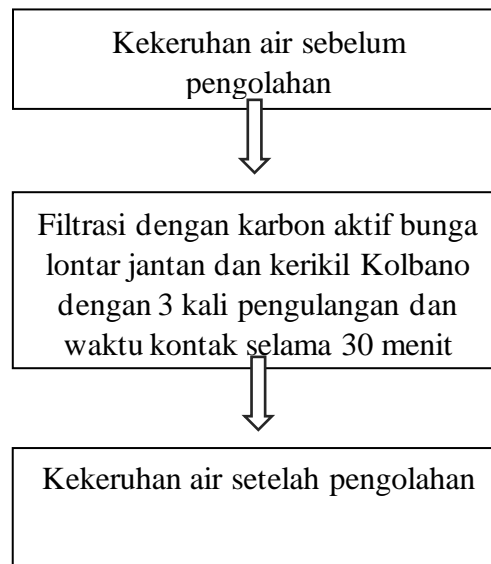 Kekeruhan air sebelum
pengolahan
Filtrasi dengan karbon aktif bunga
lontar jantan dan kerikil Kolbano
dengan 3 kali pengulangan dan
waktu kontak selama 30 menit
Kekeruhan air setelah pengolahan